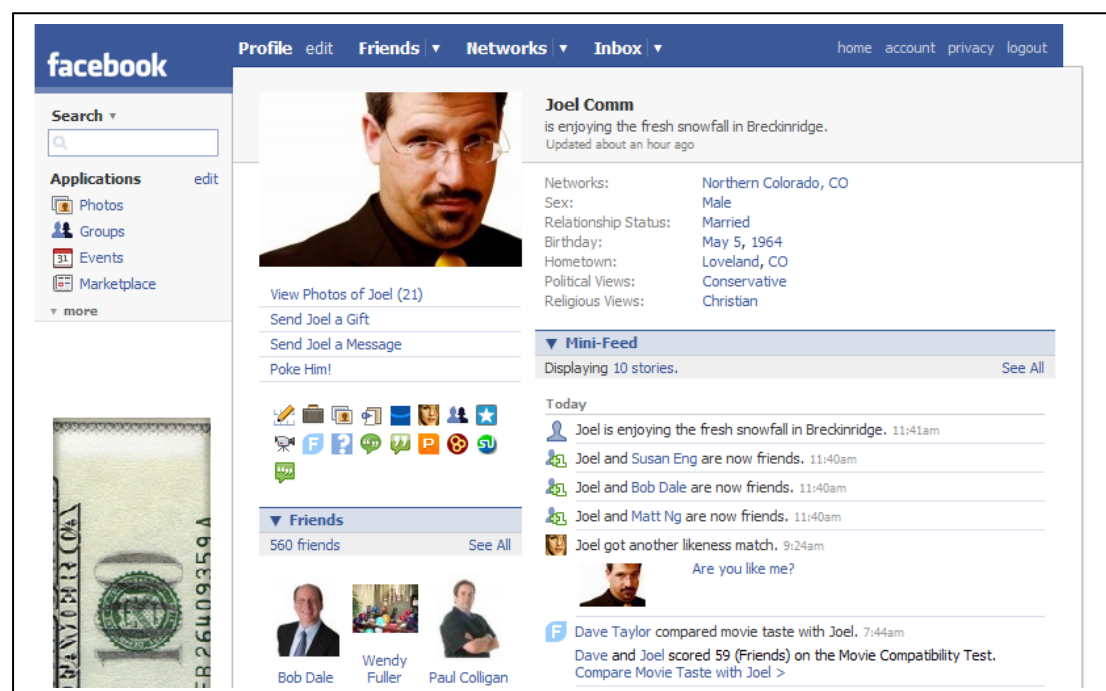 facebook
Profile edit Friends ▼ Networks ▼ Inbox ▼ home account privacy logout
Search ▼
Applications edit
Photos
Groups
31 Events
Marketplace
▼ more
Joel Comm
is enjoying the fresh snowfall in Breckinridge.
Updated about an hour ago
Networks: Northern Colorado, CO
Sex: Male
Relationship Status: Married
Birthday: May 5, 1964
Hometown: Loveland, CO
Political Views: Conservative
Religious Views: Christian
View Photos of Joel (21)
Send Joel a Gift
Send Joel a Message
Poke Him!
▼ Friends
560 friends See All
Bob Dale
Wendy Fuller
Paul Colligan
▼ Mini-Feed
Displaying 10 stories. See All
Today
Joel is enjoying the fresh snowfall in Breckinridge. 11:41am
Joel and Susan Eng are now friends. 11:40am
Joel and Bob Dale are now friends. 11:40am
Joel and Matt Ng are now friends. 11:40am
Joel got another likeness match. 9:24am
Are you like me?
F Dave Taylor compared movie taste with Joel. 7:44am
Dave and Joel scored 59 (Friends) on the Movie Compatibility Test.
Compare Movie Taste with Joel >
100